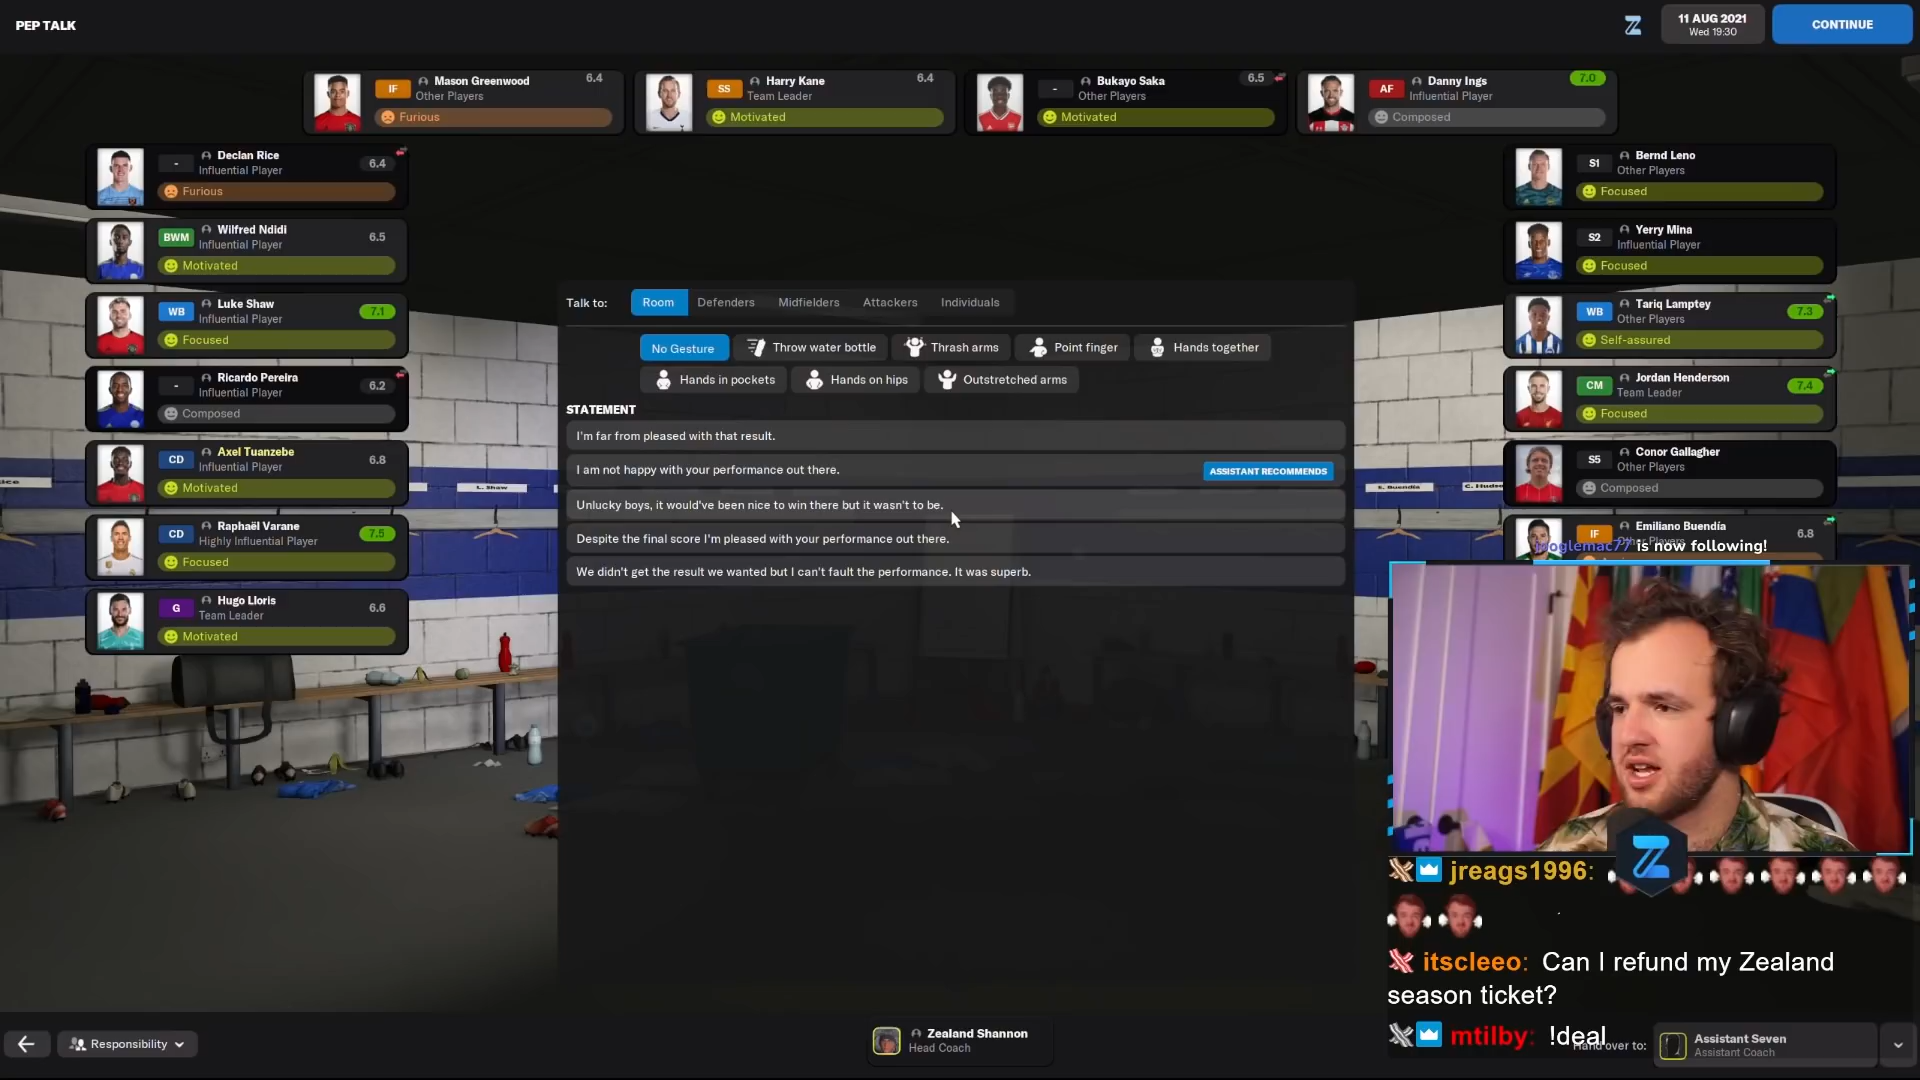 PEP TALK
11 AUG 2021
Wed 19:30
CONTINUE
IF Mason Greenwood 6.4
Other Players
Furious
SS Harry Kane 6.4
Team Leader
Motivated
- Bukayo Saka 6.5
Other Players
Motivated
AF Danny Ings 7.0
Influential Player
Composed
- Declan Rice 6.4
Influential Player
Furious
BWM Wilfred Ndidi 6.5
Influential Player
Motivated
WB Luke Shaw 7.1
Influential Player
Focused
- Ricardo Pereira 6.2
Influential Player
Composed
CD Axel Tuanzebe 6.8
Influential Player
Motivated
CD Raphaël Varane 7.5
Highly Influential Player
Focused
G Hugo Lloris 6.6
Team Leader
Motivated
Talk to: Room Defenders Midfielders Attackers Individuals
No Gesture Throw water bottle Thrash arms Point finger Hands together
Hands in pockets Hands on hips Outstretched arms
STATEMENT
I'm far from pleased with that result.
I am not happy with your performance out there. ASSISTANT RECOMMENDS
Unlucky boys, it would've been nice to win there but it wasn't to be.
Despite the final score I'm pleased with your performance out there.
We didn't get the result we wanted but I can't fault the performance. It was superb.
S1 Bernd Leno
Other Players
Focused
S2 Yerry Mina
Influential Player
Focused
WB Tariq Lamptey 7.3
Other Players
Self-assured
CM Jordan Henderson 7.4
Team Leader
Focused
S5 Conor Gallagher
Other Players
Composed
IF Emiliano Buendía 6.8
is now following!
L. Shaw
E. Buendia
jreags1996:
itscleeo: Can I refund my Zealand
season ticket?
mtilby: !deal
Responsibility
Zealand Shannon
Head Coach
Hand over to:
Assistant Seven
Assistant Coach